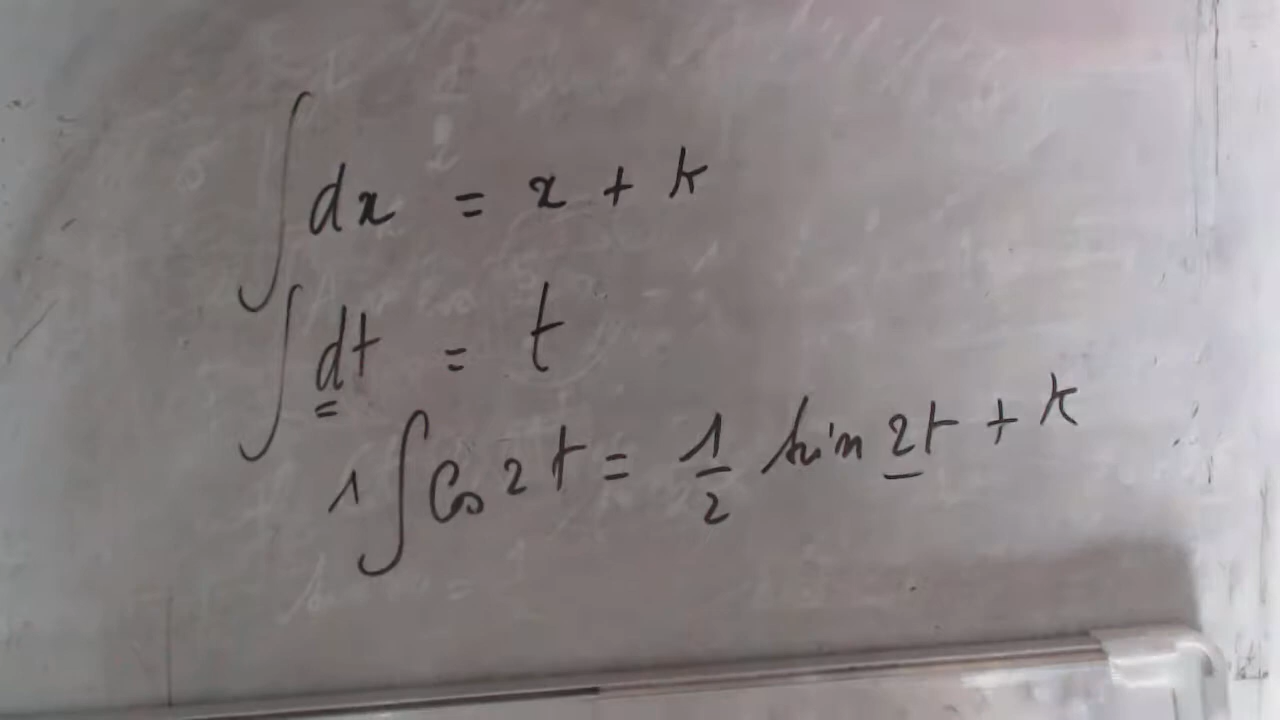 ∫ dx = x + k
∫ dt = t
1 ∫ Cos 2t = 1/2 sin 2t + k